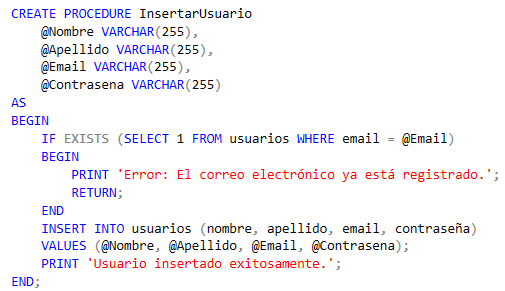 CREATE PROCEDURE InsertarUsuario
    @Nombre VARCHAR(255),
    @Apellido VARCHAR(255),
    @Email VARCHAR(255),
    @Contrasena VARCHAR(255)
AS
BEGIN
    IF EXISTS (SELECT 1 FROM usuarios WHERE email = @Email)
    BEGIN
        PRINT 'Error: El correo electrónico ya está registrado.';
        RETURN;
    END
    INSERT INTO usuarios (nombre, apellido, email, contraseña)
    VALUES (@Nombre, @Apellido, @Email, @Contrasena);
    PRINT 'Usuario insertado exitosamente.';
END;